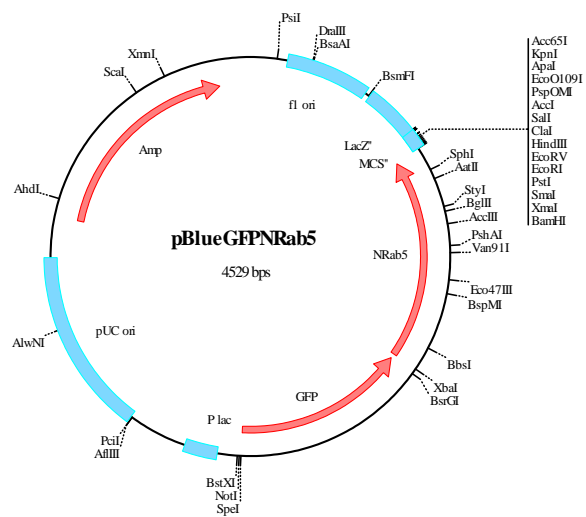 PsiI
DraIII
BsaAI
BsmFI
f1 ori
LacZ''
MCS''
Acc65I
KpnI
ApaI
EcoO109I
PspOMI
AccI
SalI
ClaI
HindIII
EcoRV
EcoRI
PstI
SmaI
XmaI
BamHI
SphI
AatII
StyI
BglII
AccIII
PshAI
Van91I
NRab5
Eco47III
BspMI
BbsI
XbaI
BsrGI
GFP
P lac
SpeI
NotI
BstXI
AflIII
PciI
pUC ori
AlwNI
AhdI
Amp
ScaI
XmnI
pBlueGFPNRab5
4529 bps